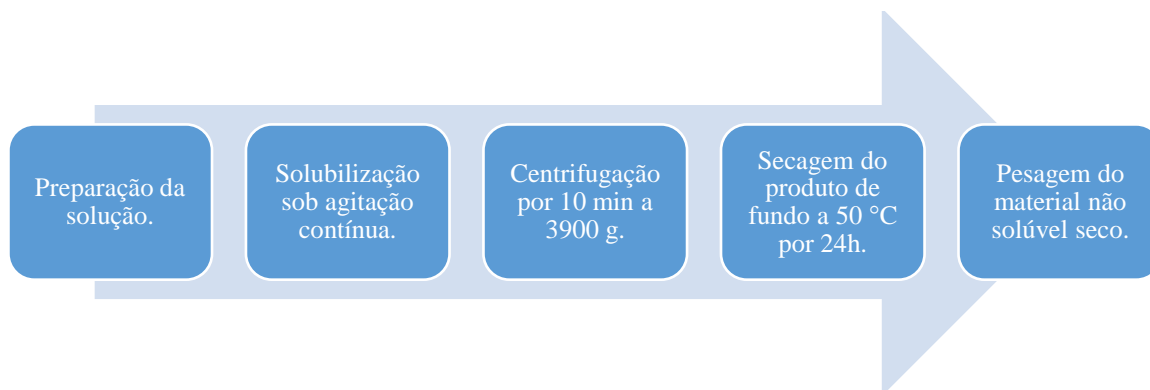 Preparação da
solução.
Solubilização
sob agitação
contínua.
Centrifugação
por 10 min a
3900 g.
Secagem do
produto de
fundo a 50 °C
por 24h.
Pesagem do
material não
solúvel seco.